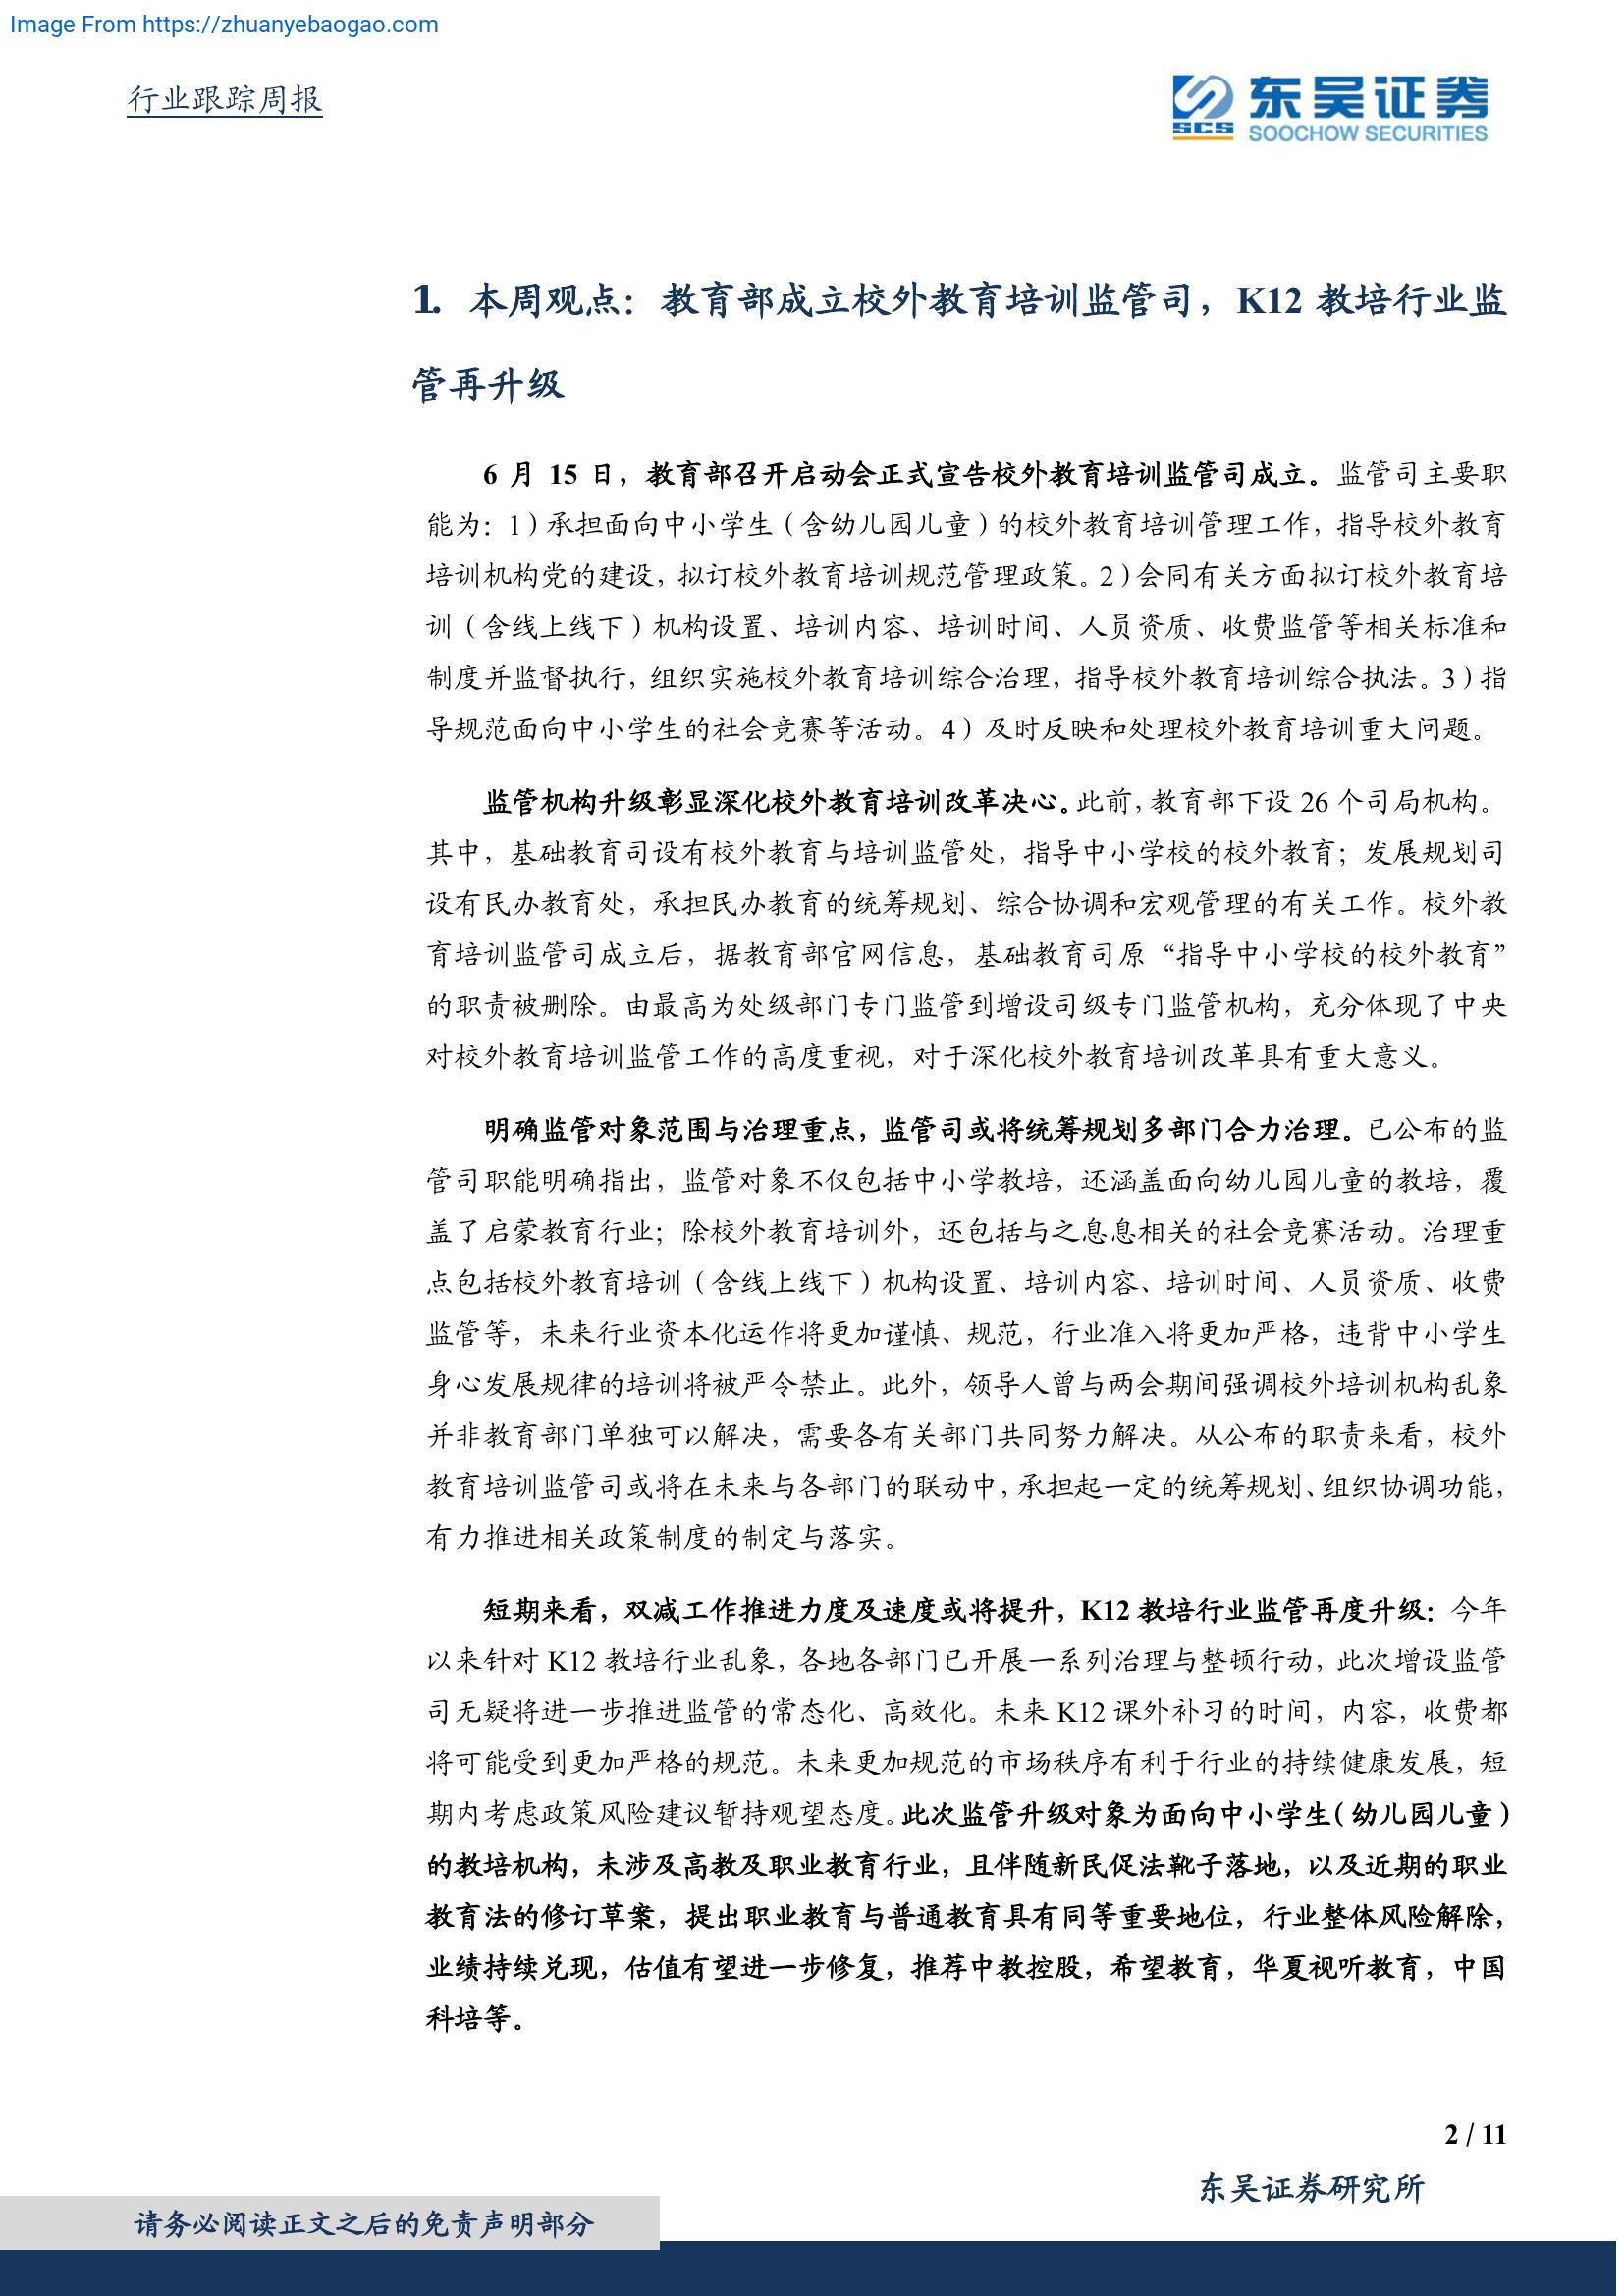 Image From https://zhuanyebaogao.com
行业跟踪周报
东吴证券
SCS
SOOCHOW SECURITIES
1. 本周观点：教育部成立校外教育培训监管司，K12 教培行业监
管再升级
6 月 15 日，教育部召开启动会正式宣告校外教育培训监管司成立。监管司主要职
能为：1）承担面向中小学生（含幼儿园儿童）的校外教育培训管理工作，指导校外教育
培训机构党的建设，拟订校外教育培训规范管理政策。2）会同有关方面拟订校外教育培
训（含线上线下）机构设置、培训内容、培训时间、人员资质、收费监管等相关标准和
制度并监督执行，组织实施校外教育培训综合治理，指导校外教育培训综合执法。3）指
导规范面向中小学生的社会竞赛等活动。4）及时反映和处理校外教育培训重大问题。
监管机构升级彰显深化校外教育培训改革决心。此前，教育部下设 26 个司局机构。
其中，基础教育司设有校外教育与培训监管处，指导中小学校的校外教育；发展规划司
设有民办教育处，承担民办教育的统筹规划、综合协调和宏观管理的有关工作。校外教
育培训监管司成立后，据教育部官网信息，基础教育司原“指导中小学校的校外教育”
的职责被删除。由最高为处级部门专门监管到增设司级专门监管机构，充分体现了中央
对校外教育培训监管工作的高度重视，对于深化校外教育培训改革具有重大意义。
明确监管对象范围与治理重点，监管司或将统筹规划多部门合力治理。已公布的监
管司职能明确指出，监管对象不仅包括中小学教培，还涵盖面向幼儿园儿童的教培，覆
盖了启蒙教育行业；除校外教育培训外，还包括与之息息相关的社会竞赛活动。治理重
点包括校外教育培训（含线上线下）机构设置、培训内容、培训时间、人员资质、收费
监管等，未来行业资本化运作将更加谨慎、规范，行业准入将更加严格，违背中小学生
身心发展规律的培训将被严令禁止。此外，领导人曾与两会期间强调校外培训机构乱象
并非教育部门单独可以解决，需要各有关部门共同努力解决。从公布的职责来看，校外
教育培训监管司或将在未来与各部门的联动中，承担起一定的统筹规划、组织协调功能，
有力推进相关政策制度的制定与落实。
短期来看，双减工作推进力度及速度或将提升，K12 教培行业监管再度升级：今年
以来针对 K12 教培行业乱象，各地各部门已开展一系列治理与整顿行动，此次增设监管
司无疑将进一步推进监管的常态化、高效化。未来 K12 课外补习的时间，内容，收费都
将可能受到更加严格的规范。未来更加规范的市场秩序有利于行业的持续健康发展，短
期内考虑政策风险建议暂持观望态度。此次监管升级对象为面向中小学生（幼儿园儿童）
的教培机构，未涉及高教及职业教育行业，且伴随新民促法靴子落地，以及近期的职业
教育法的修订草案，提出职业教育与普通教育具有同等重要地位，行业整体风险解除，
业绩持续兑现，估值有望进一步修复，推荐中教控股，希望教育，华夏视听教育，中国
科培等。
2 / 11
东吴证券研究所
请务必阅读正文之后的免责声明部分